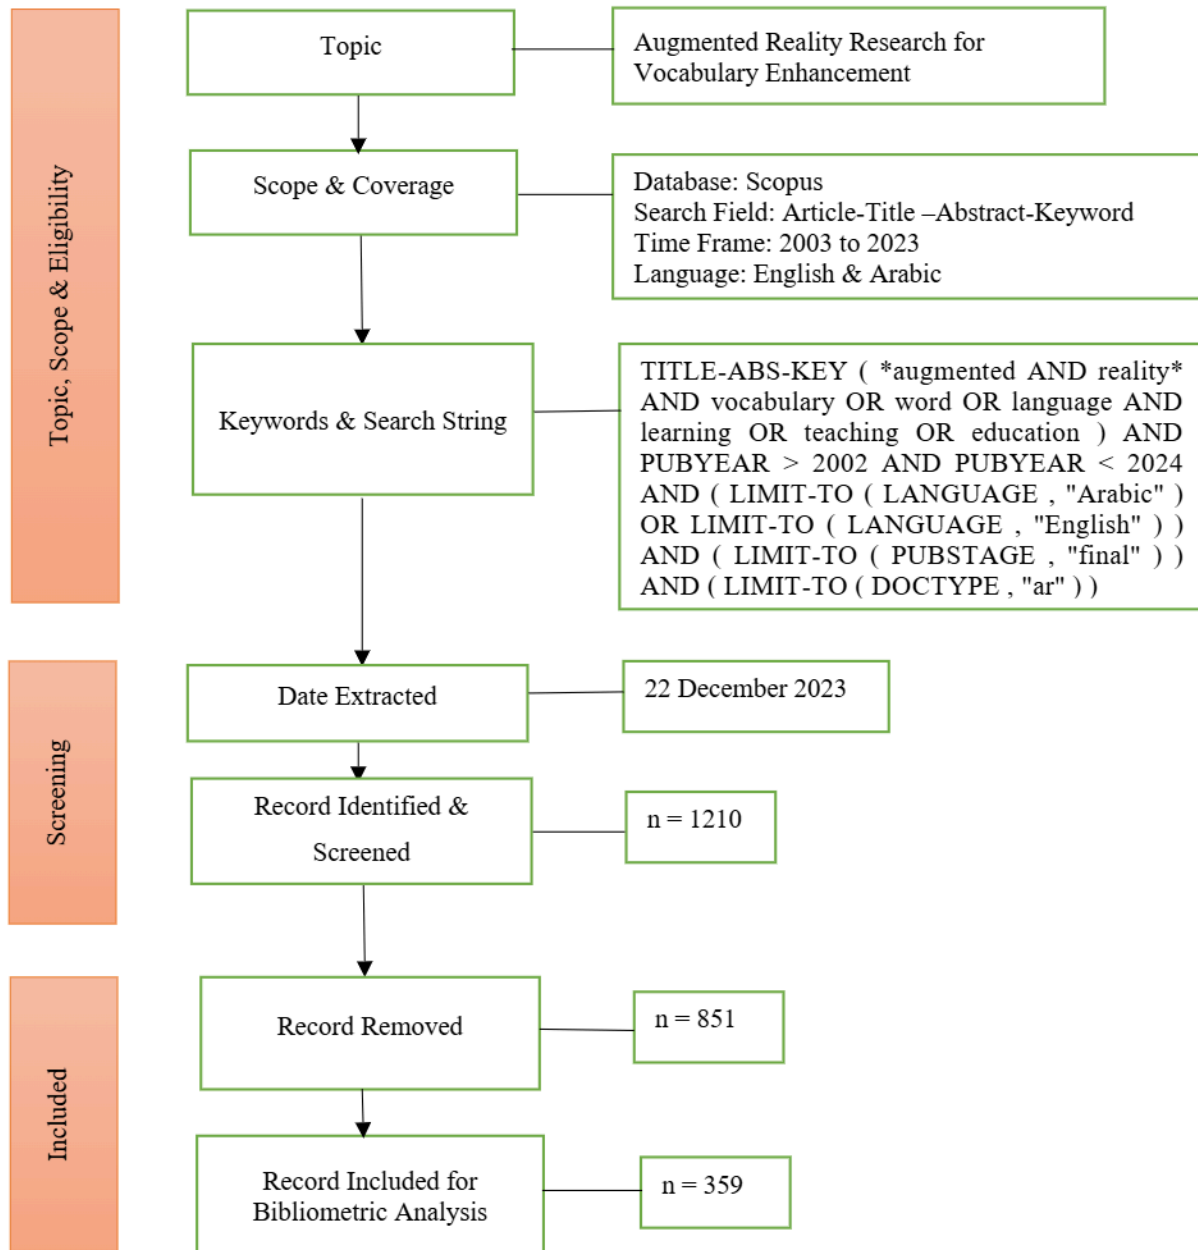 Topic, Scope & Eligibility
Topic
Augmented Reality Research for
Vocabulary Enhancement
Scope & Coverage
Database: Scopus
Search Field: Article-Title –Abstract-Keyword
Time Frame: 2003 to 2023
Language: English & Arabic
Keywords & Search String
TITLE-ABS-KEY ( *augmented AND reality*
AND vocabulary OR word OR language AND
learning OR teaching OR education ) AND
PUBYEAR > 2002 AND PUBYEAR < 2024
AND ( LIMIT-TO ( LANGUAGE , "Arabic" )
OR LIMIT-TO ( LANGUAGE , "English" ) )
AND ( LIMIT-TO ( PUBSTAGE , "final" ) )
AND ( LIMIT-TO ( DOCTYPE , "ar" ) )
Screening
Date Extracted
22 December 2023
Record Identified &
Screened
n = 1210
Included
Record Removed
n = 851
Record Included for
Bibliometric Analysis
n = 359